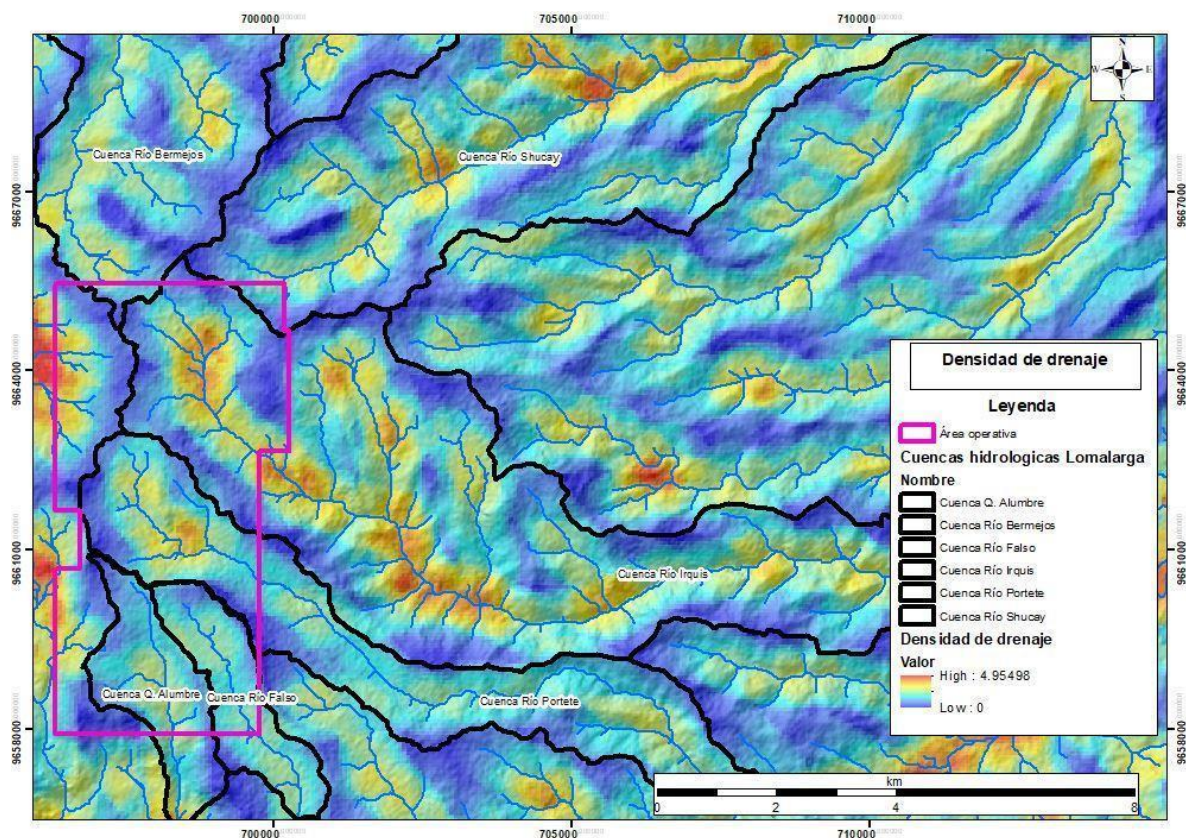 700000 705000 710000
N
W E
S
Cuenca Río Bermejos
Cuenca Río Shucay
9667000 9667000
9664000 9664000
9661000 9661000
9658000 9658000
Cuenca Río Irquis
Cuenca Q. Alumbre
Cuenca Río Falso
Cuenca Río Portete
Densidad de drenaje
Leyenda
Área operativa
Cuencas hidrologicas Lomalarga
Nombre
Cuenca Q. Alumbre
Cuenca Río Bermejos
Cuenca Río Falso
Cuenca Río Irquis
Cuenca Río Portete
Cuenca Río Shucay
Densidad de drenaje
Valor
High : 4.95498
Low : 0
km
0 2 4 8
700000 705000 710000